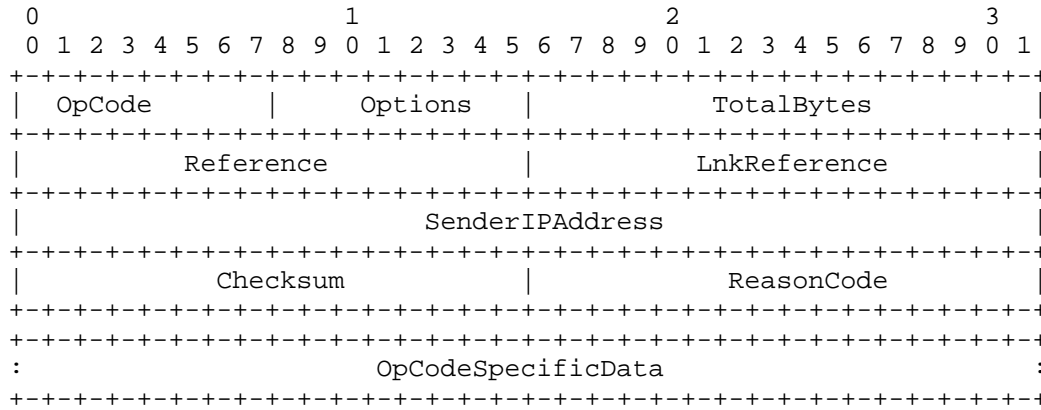 0                   1                   2                   3
 0 1 2 3 4 5 6 7 8 9 0 1 2 3 4 5 6 7 8 9 0 1 2 3 4 5 6 7 8 9 0 1
+-+-+-+-+-+-+-+-+-+-+-+-+-+-+-+-+-+-+-+-+-+-+-+-+-+-+-+-+-+-+-+-+
|  OpCode       |     Options   |           TotalBytes          |
+-+-+-+-+-+-+-+-+-+-+-+-+-+-+-+-+-+-+-+-+-+-+-+-+-+-+-+-+-+-+-+-+
|          Reference            |          LnkReference         |
+-+-+-+-+-+-+-+-+-+-+-+-+-+-+-+-+-+-+-+-+-+-+-+-+-+-+-+-+-+-+-+-+
|                         SenderIPAddress                       |
+-+-+-+-+-+-+-+-+-+-+-+-+-+-+-+-+-+-+-+-+-+-+-+-+-+-+-+-+-+-+-+-+
|            Checksum           |            ReasonCode         |
+-+-+-+-+-+-+-+-+-+-+-+-+-+-+-+-+-+-+-+-+-+-+-+-+-+-+-+-+-+-+-+-+
+-+-+-+-+-+-+-+-+-+-+-+-+-+-+-+-+-+-+-+-+-+-+-+-+-+-+-+-+-+-+-+-+
:                      OpCodeSpecificData                       :
+-+-+-+-+-+-+-+-+-+-+-+-+-+-+-+-+-+-+-+-+-+-+-+-+-+-+-+-+-+-+-+-+